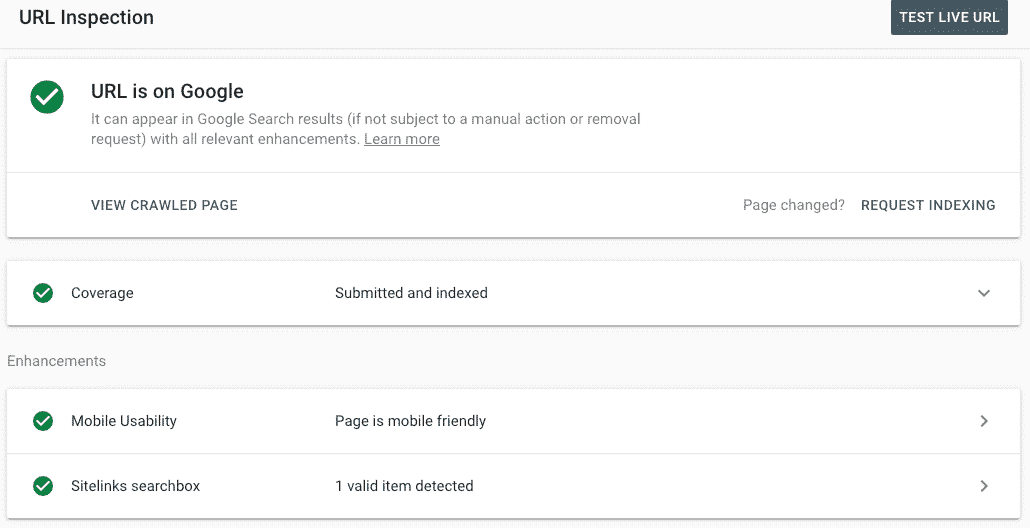 URL Inspection
TEST LIVE URL
URL is on Google
It can appear in Google Search results (if not subject to a manual action or removal
request) with all relevant enhancements. Learn more
VIEW CRAWLED PAGE
Page changed? REQUEST INDEXING
Coverage
Submitted and indexed
Enhancements
Mobile Usability
Page is mobile friendly
Sitelinks searchbox
1 valid item detected